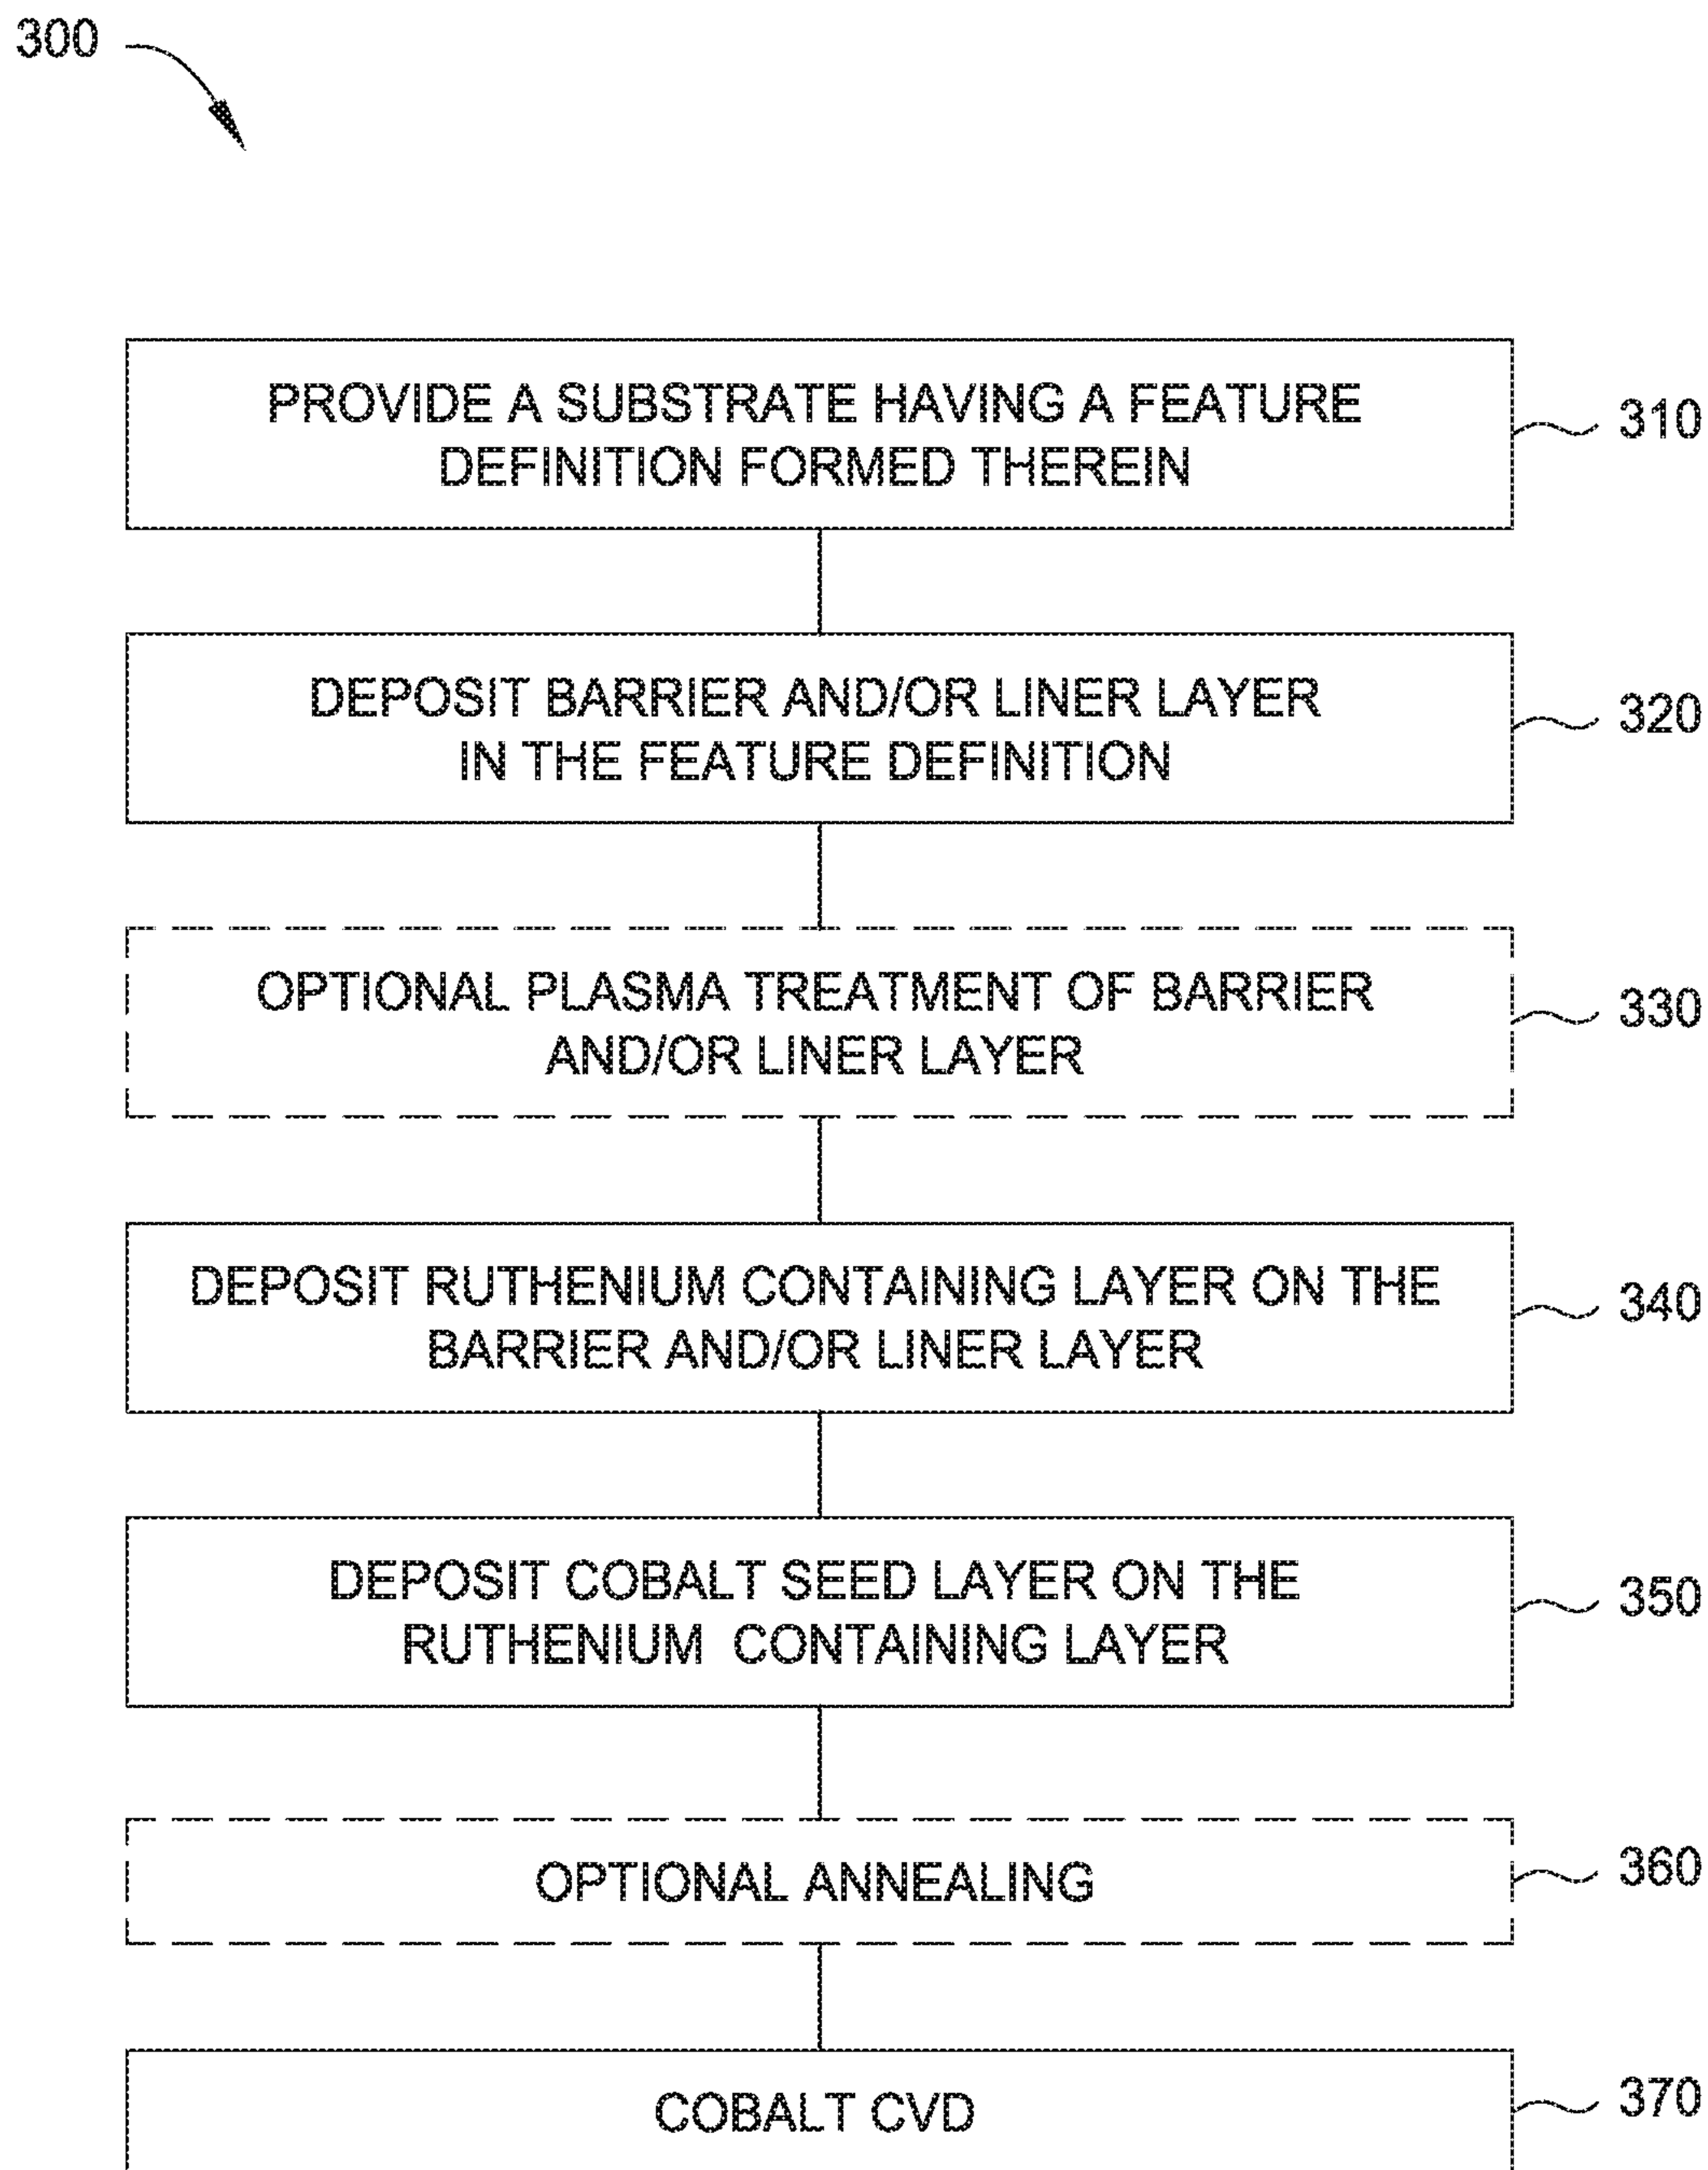 300
PROVIDE A SUBSTRATE HAVING A FEATURE
DEFINITION FORMED THEREIN
310
DEPOSIT BARRIER AND/OR LINER LAYER
IN THE FEATURE DEFINITION
320
OPTIONAL PLASMA TREATMENT OF BARRIER
AND/OR LINER LAYER
330
DEPOSIT RUTHENIUM CONTAINING LAYER ON THE
BARRIER AND/OR LINER LAYER
340
DEPOSIT COBALT SEED LAYER ON THE
RUTHENIUM CONTAINING LAYER
350
OPTIONAL ANNEALING
360
COBALT CVD
370